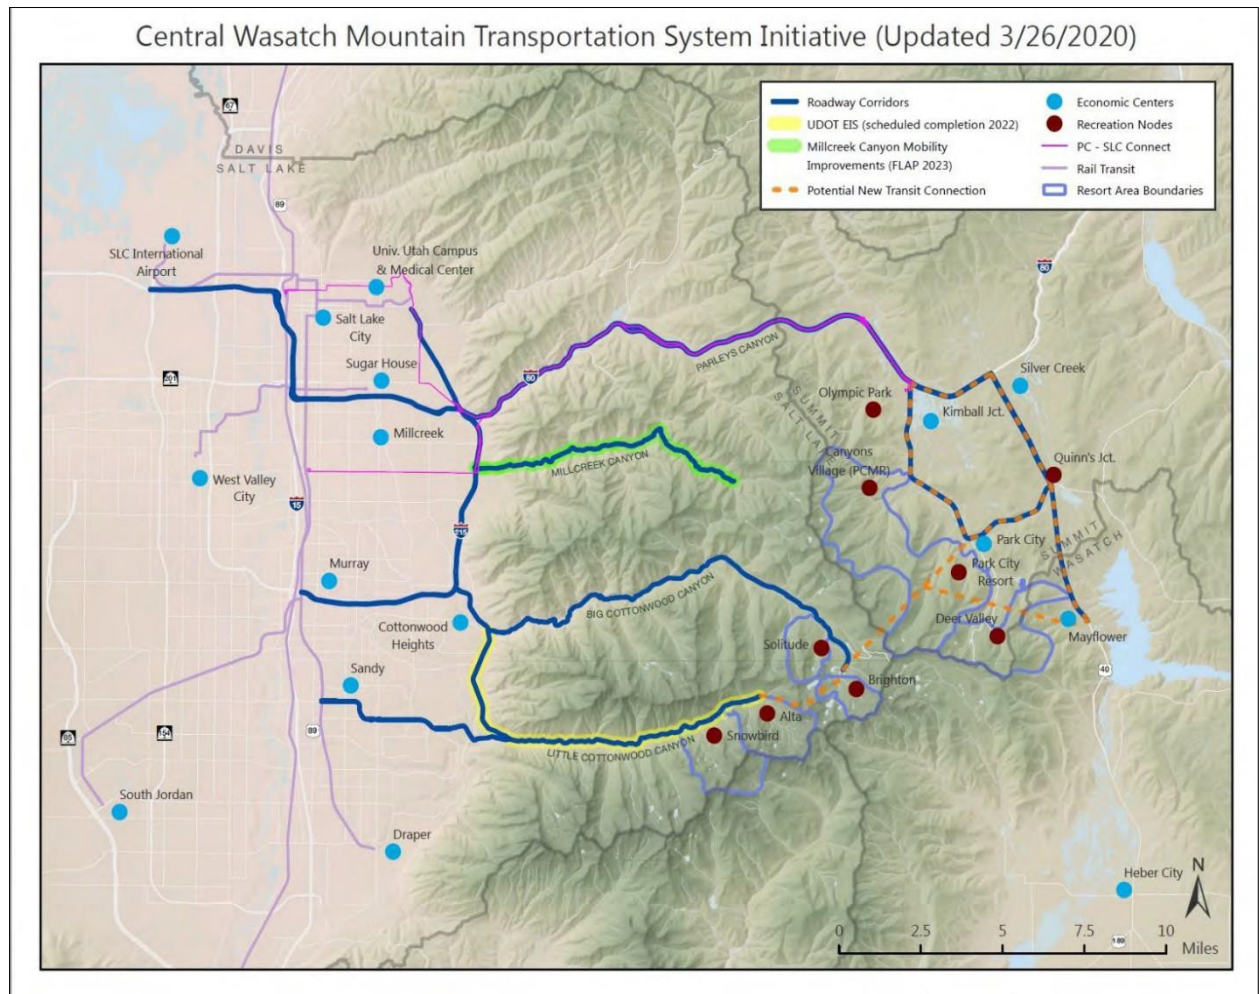 Central Wasatch Mountain Transportation System Initiative (Updated 3/26/2020)
Roadway Corridors
UDOT EIS (scheduled completion 2022)
Millcreek Canyon Mobility
Improvements (FLAP 2023)
Potential New Transit Connection
Economic Centers
Recreation Nodes
PC - SLC Connect
Rail Transit
Resort Area Boundaries
67
DAVIS
SALT LAKE
89
SLC International
Airport
Univ. Utah Campus
& Medical Center
80
Salt Lake
City
Sugar House
201
80
PARLEYS CANYON
SUMMIT
SALT LAKE
Olympic Park
Silver Creek
Kimball Jct.
Millcreek
MILLCREEK CANYON
Canyons
Village (PCMR)
Quinn's Jct.
West Valley
City
15
215
Park City
SUMMIT
WASATCH
Murray
Park City
Resort
BIG COTTONWOOD CANYON
Cottonwood
Heights
Deer Valley
Mayflower
Solitude
Sandy
Brighton
40
Alta
Snowbird
89
154
LITTLE COTTONWOOD CANYON
South Jordan
Draper
Heber City
N
0
2.5
5
7.5
10
Miles
189